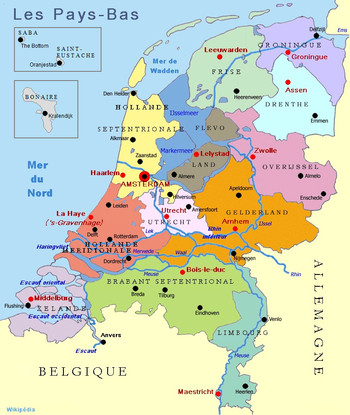 Les Pays-Bas
SABA
The Bottom
SAINT-
EUSTACHE
Oranjestad
BONAIRE
Kralendijk
Mer de
Wadden
Delfzijl
GRONINGUE
Groningue
Leeuwarden
FRISE
Assen
DRENTHE
Emmen
Heerenveen
Den Helder
HOLLANDE
SEPTENTRIONALE
IJsselmeer
Alkmaar
Markermeer
FLEVO
LAND
Lelystad
Zwolle
OVERIJSSEL
Almelo
Enschede
Zaanstad
Haarlem
AMSTERDAM
Almere
Hilversum
Apeldoorn
Mer
du
Nord
Leiden
La Haye
('s-Gravenhage)
Utrecht
UTRECHT
Amersfoort
GELDERLAND
Arnhem
IJssel
Delft
Rotterdam
HOLLANDE
MÉRIDIONALE
Lek
Rhin
inférieur
Waal
Nijmegen
Haringvliet
Dordrecht
Merwede
Meuse
Rhin
Bois-le-duc
Escaut oriental
Middelburg
Flushing
ZÉLANDE
Escaut occidental
BRABANT SEPTENTRIONAL
Breda
Tilburg
Eindhoven
Anvers
Escaut
LIMBOURG
Venlo
Meuse
BELGIQUE
ALLEMAGNE
Maestricht
Heerlen
Wikipédia